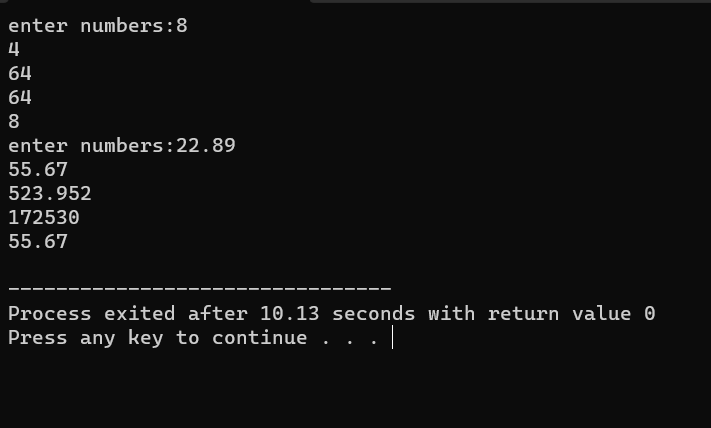 enter numbers:8
4
64
64
8
enter numbers:22.89
55.67
523.952
172530
55.67
--------------------------------
Process exited after 10.13 seconds with return value 0
Press any key to continue . . .